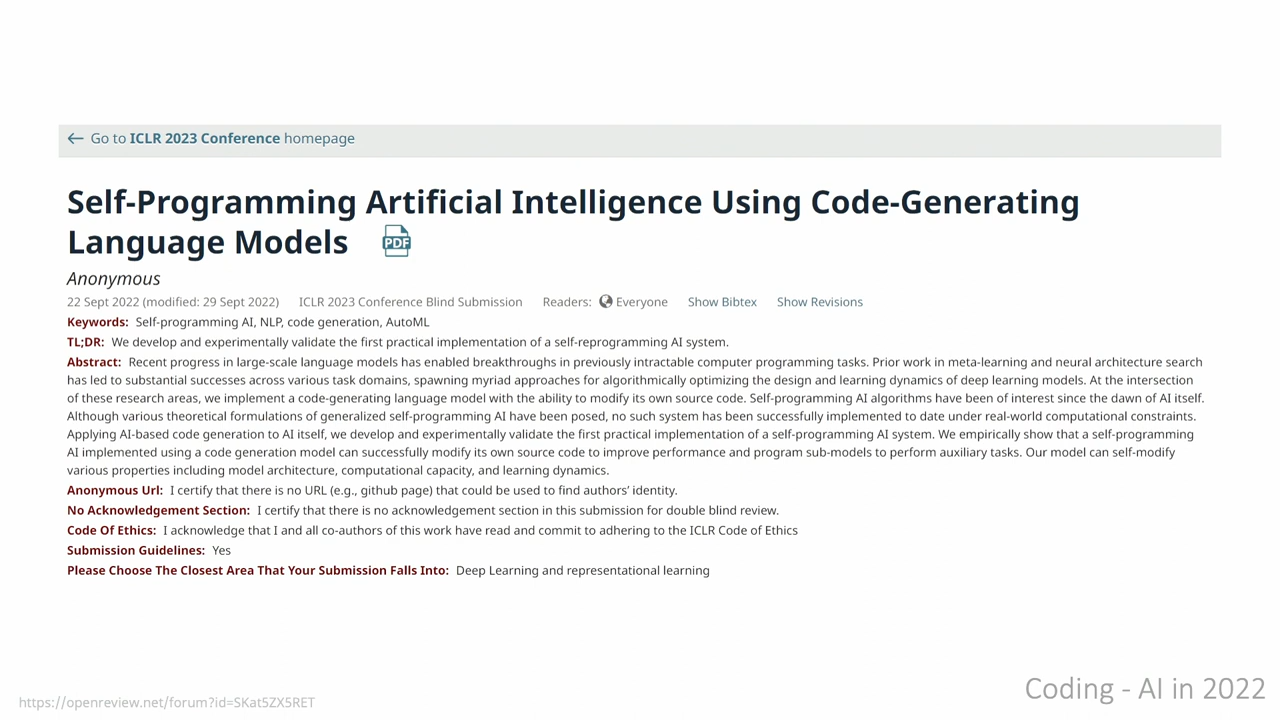 ← Go to ICLR 2023 Conference homepage
Self-Programming Artificial Intelligence Using Code-Generating
Language Models PDF
Anonymous
22 Sept 2022 (modified: 29 Sept 2022) ICLR 2023 Conference Blind Submission Readers: Everyone Show Bibtex Show Revisions
Keywords: Self-programming AI, NLP, code generation, AutoML
TL;DR: We develop and experimentally validate the first practical implementation of a self-reprogramming AI system.
Abstract: Recent progress in large-scale language models has enabled breakthroughs in previously intractable computer programming tasks. Prior work in meta-learning and neural architecture search
has led to substantial successes across various task domains, spawning myriad approaches for algorithmically optimizing the design and learning dynamics of deep learning models. At the intersection
of these research areas, we implement a code-generating language model with the ability to modify its own source code. Self-programming AI algorithms have been of interest since the dawn of AI itself.
Although various theoretical formulations of generalized self-programming AI have been posed, no such system has been successfully implemented to date under real-world computational constraints.
Applying AI-based code generation to AI itself, we develop and experimentally validate the first practical implementation of a self-programming AI system. We empirically show that a self-programming
AI implemented using a code generation model can successfully modify its own source code to improve performance and program sub-models to perform auxiliary tasks. Our model can self-modify
various properties including model architecture, computational capacity, and learning dynamics.
Anonymous Url: I certify that there is no URL (e.g., github page) that could be used to find authors' identity.
No Acknowledgement Section: I certify that there is no acknowledgement section in this submission for double blind review.
Code Of Ethics: I acknowledge that I and all co-authors of this work have read and commit to adhering to the ICLR Code of Ethics
Submission Guidelines: Yes
Please Choose The Closest Area That Your Submission Falls Into: Deep Learning and representational learning
Coding - AI in 2022
https://openreview.net/forum?id=SKat5ZX5RET